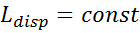 L_disp = const